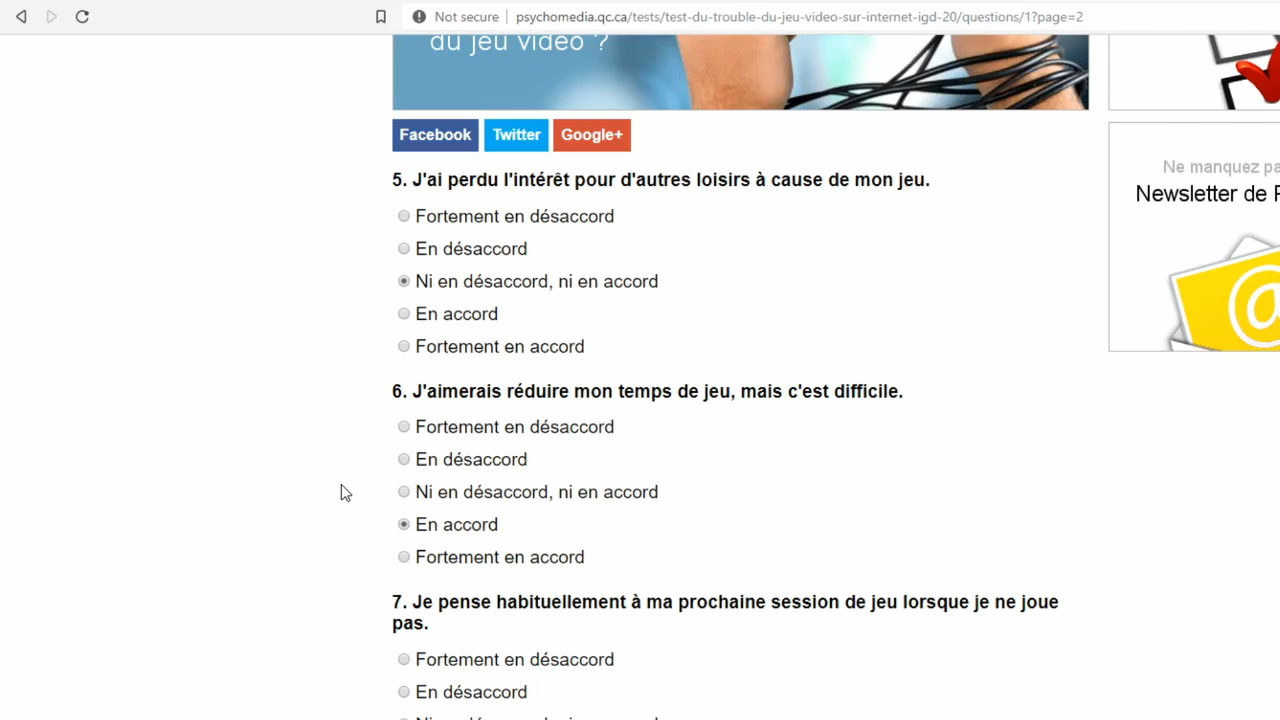 Not secure
psychomedia.qc.ca/tests/test-du-trouble-du-jeu-video-sur-internet-igd-20/questions/1?page=2
du jeu vidéo ?
Facebook Twitter Google+
5. J'ai perdu l'intérêt pour d'autres loisirs à cause de mon jeu.
Fortement en désaccord
En désaccord
Ni en désaccord, ni en accord
En accord
Fortement en accord
6. J'aimerais réduire mon temps de jeu, mais c'est difficile.
Fortement en désaccord
En désaccord
Ni en désaccord, ni en accord
En accord
Fortement en accord
7. Je pense habituellement à ma prochaine session de jeu lorsque je ne joue
pas.
Fortement en désaccord
En désaccord
Ne manquez
Newsletter de
@